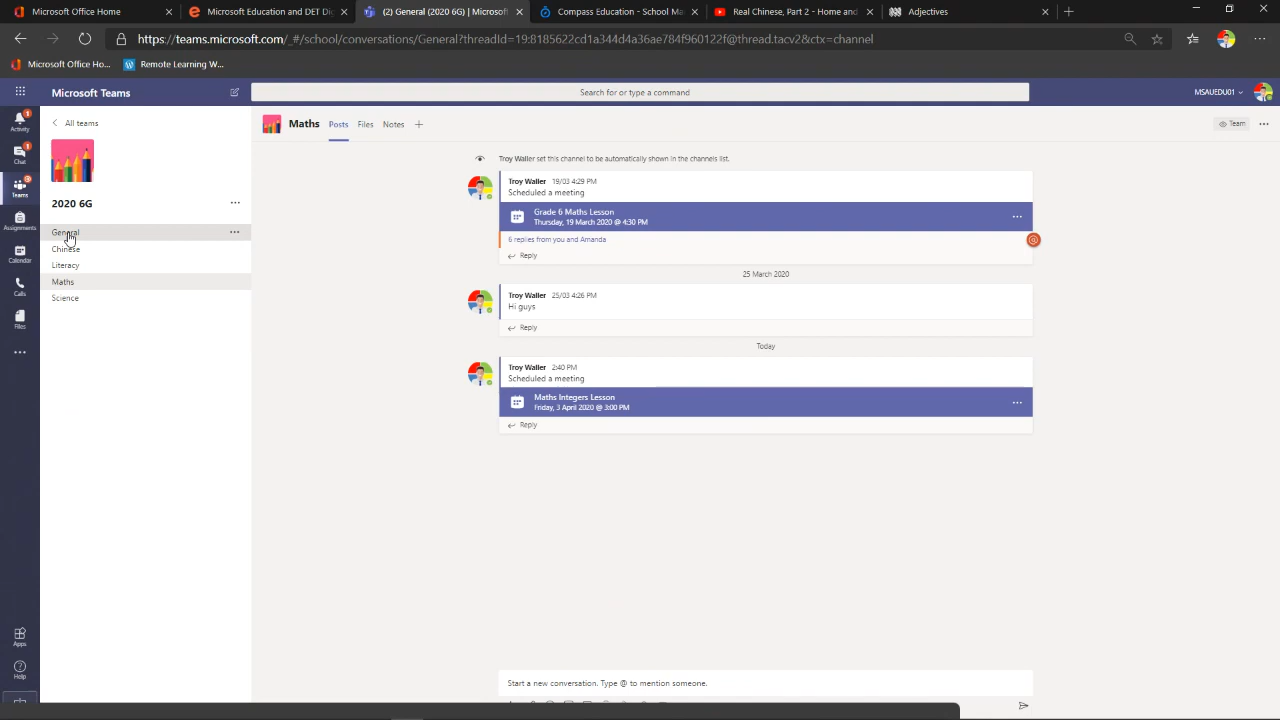 Microsoft Office Home
Microsoft Education and DET Dig
(2) General (2020 6G) | Microsoft
Compass Education - School Ma
Real Chinese, Part 2 - Home and
Adjectives
https://teams.microsoft.com/_#/school/conversations/General?threadId=19:8185622cd1a344d4a36ae784f960122f@thread.tacv2&ctx=channel
Microsoft Office Ho...
Remote Learning W...
Microsoft Teams
Search for or type a command
MSAUEDU01
Activity
Chat
Teams
Assignments
Calendar
Calls
Files
Apps
Help
All teams
2020 6G
General
Chinese
Literacy
Maths
Science
Maths
Posts
Files
Notes
Team
Troy Waller set this channel to be automatically shown in the channels list.
Troy Waller 19/03 4:29 PM
Scheduled a meeting
Grade 6 Maths Lesson
Thursday, 19 March 2020 @ 4:30 PM
6 replies from you and Amanda
Reply
25 March 2020
Troy Waller 25/03 4:26 PM
Hi guys
Reply
Today
Troy Waller 2:40 PM
Scheduled a meeting
Maths Integers Lesson
Friday, 3 April 2020 @ 3:00 PM
Reply
Start a new conversation. Type @ to mention someone.